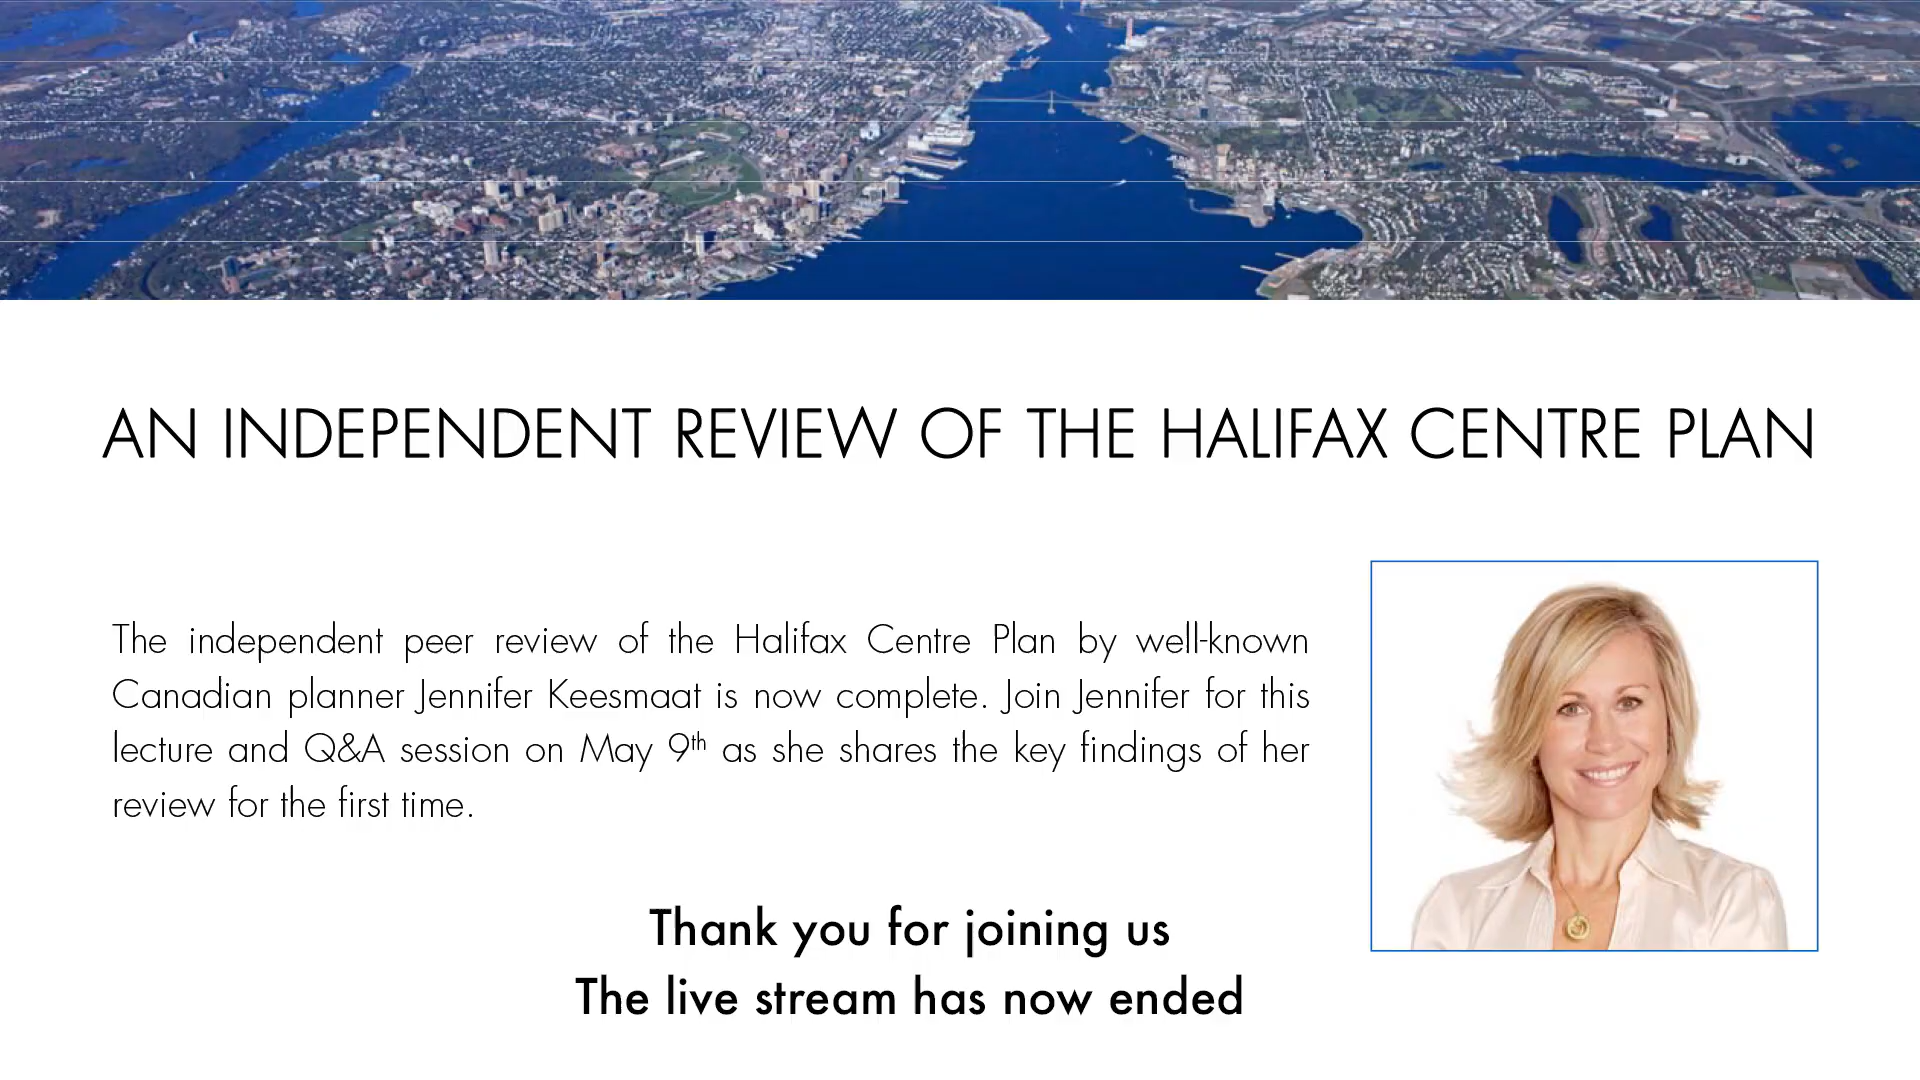 AN INDEPENDENT REVIEW OF THE HALIFAX CENTRE PLAN
The independent peer review of the Halifax Centre Plan by well-known
Canadian planner Jennifer Keesmaat is now complete. Join Jennifer for this
lecture and Q&A session on May 9th as she shares the key findings of her
review for the first time.
Thank you for joining us
The live stream has now ended